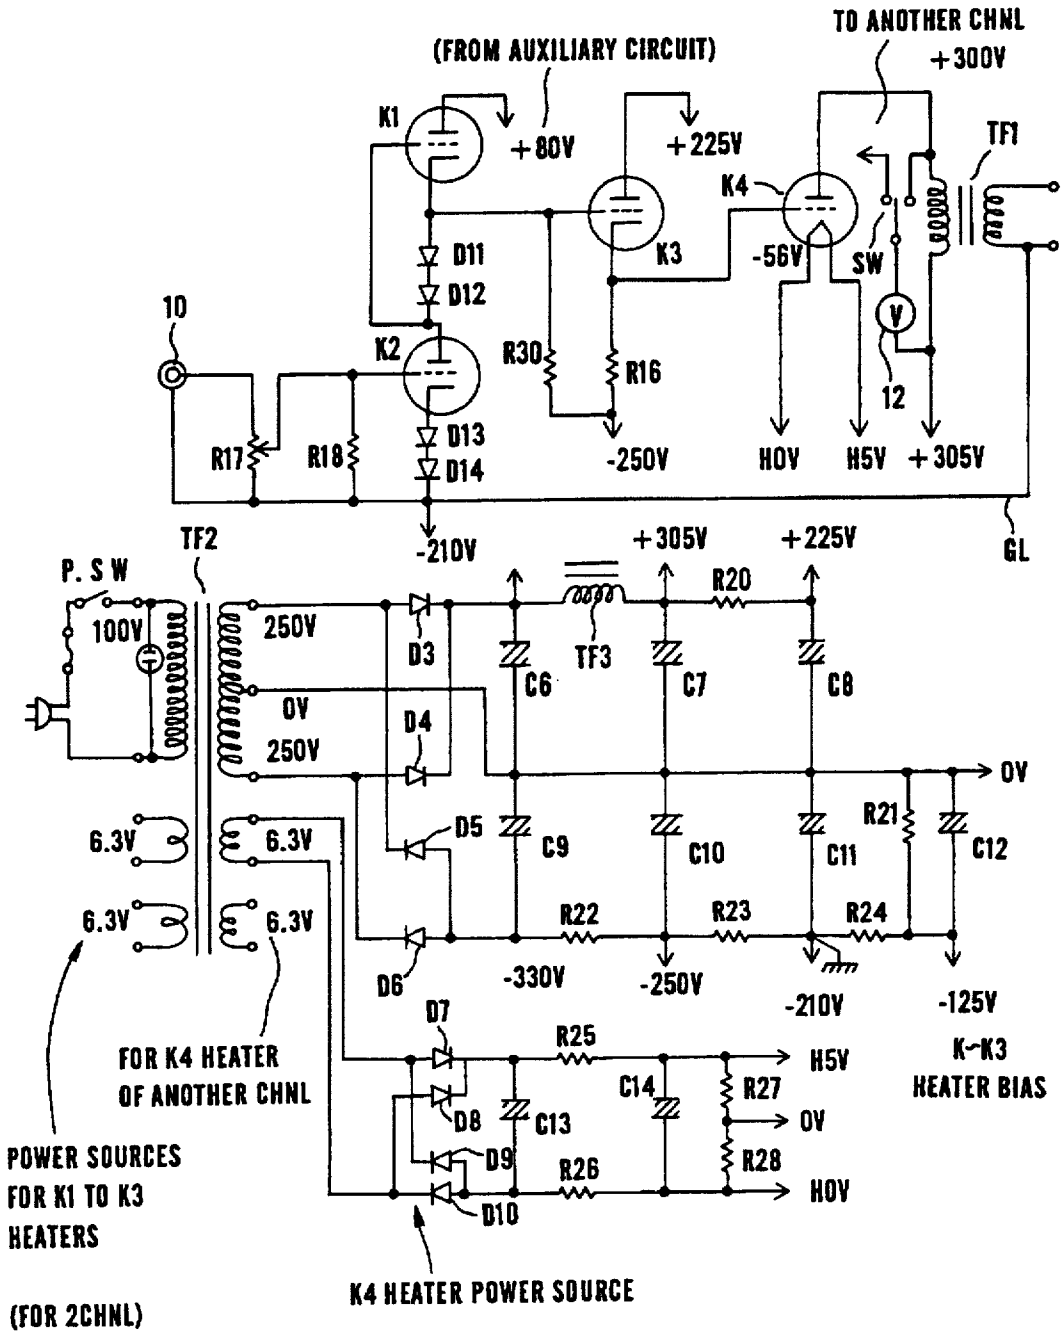 TO ANOTHER CHNL
(FROM AUXILIARY CIRCUIT)
+300V
K1
+80V
+225V
TF1
K4
K3
-56V
SW
D11
D12
10
K2
R30
R16
V
12
R17
R18
D13
D14
-250V
H0V
H5V
+305V
-210V
GL
TF2
+305V
+225V
P. S W
R20
100V
250V
D3
TF3
C6
C7
C8
0V
D4
250V
0V
6.3V
6.3V
D5
C9
C10
C11
R21
C12
6.3V
6.3V
R22
R23
R24
D6
-330V
-250V
-210V
-125V
D7
R25
K~K3
HEATER BIAS
FOR K4 HEATER
OF ANOTHER CHNL
H5V
C14
R27
D8
C13
0V
POWER SOURCES
FOR K1 TO K3
HEATERS
D9
R26
R28
D10
H0V
K4 HEATER POWER SOURCE
(FOR 2CHNL)